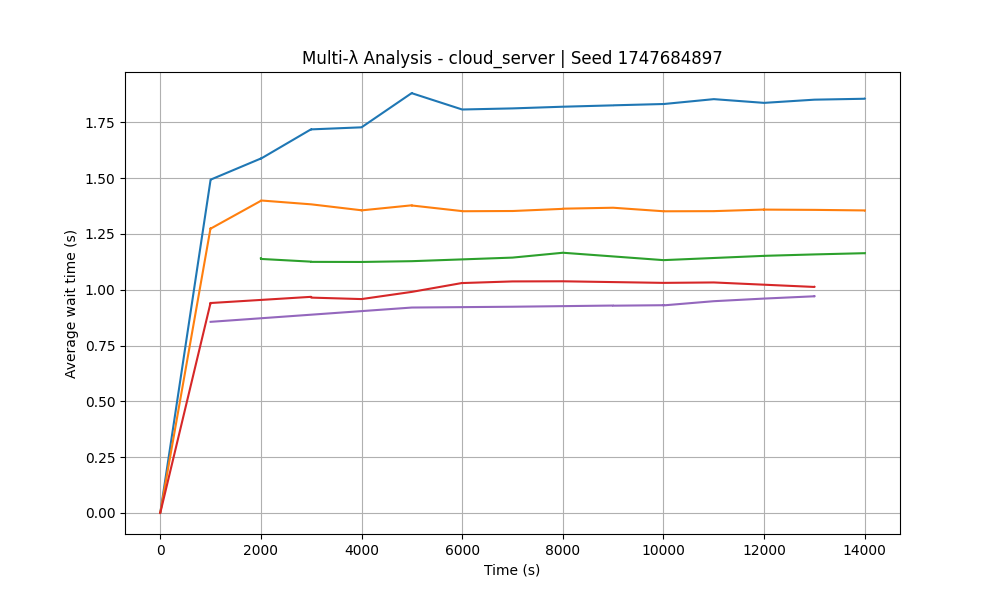 Multi-λ Analysis - cloud_server | Seed 1747684897
Average wait time (s)
1.75
1.50
1.25
1.00
0.75
0.50
0.25
0.00
0 2000 4000 6000 8000 10000 12000 14000
Time (s)